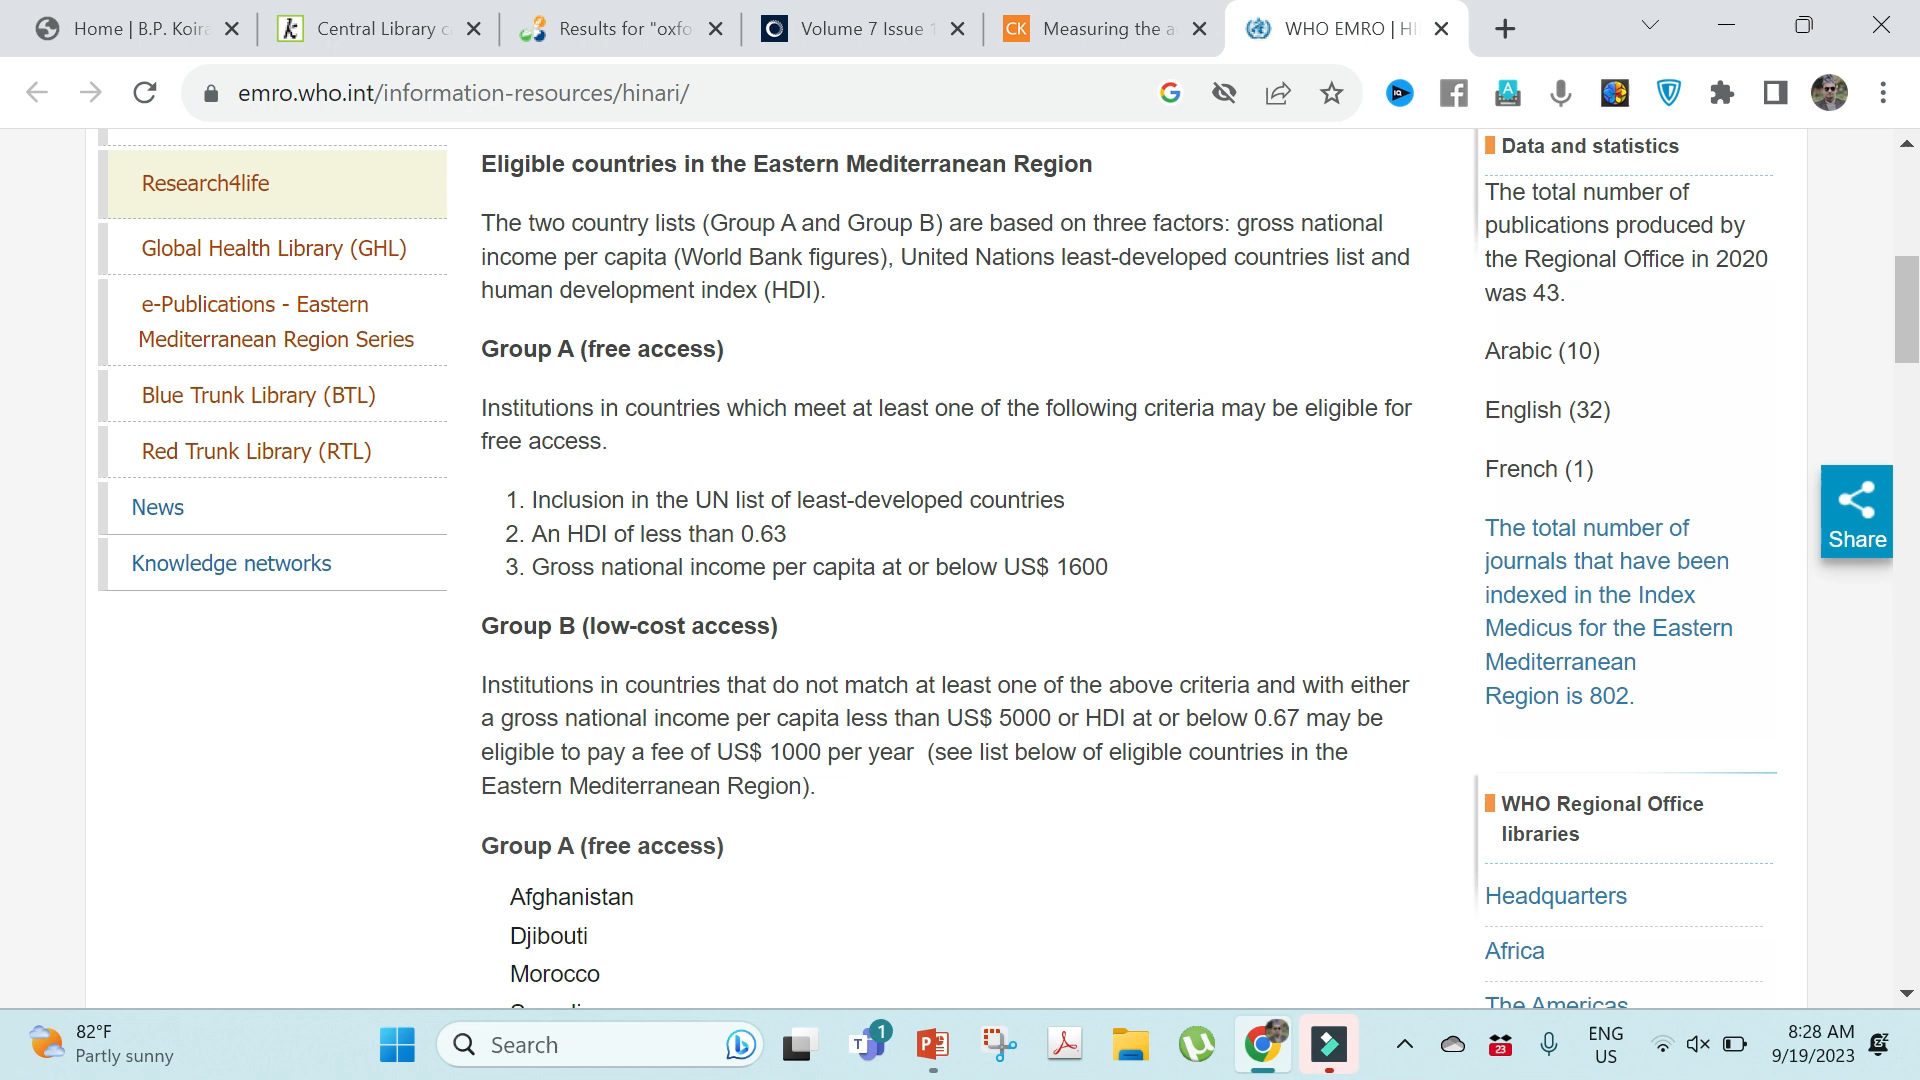 Home | B.P. Koira
Central Library c
Results for "oxfo
Volume 7 Issue 1
CK
Measuring the a
WHO EMRO | HI
emro.who.int/information-resources/hinari/
Research4life
Global Health Library (GHL)
e-Publications - Eastern
Mediterranean Region Series
Blue Trunk Library (BTL)
Red Trunk Library (RTL)
News
Knowledge networks
Eligible countries in the Eastern Mediterranean Region
The two country lists (Group A and Group B) are based on three factors: gross national
income per capita (World Bank figures), United Nations least-developed countries list and
human development index (HDI).
Group A (free access)
Institutions in countries which meet at least one of the following criteria may be eligible for
free access.
1. Inclusion in the UN list of least-developed countries
2. An HDI of less than 0.63
3. Gross national income per capita at or below US$ 1600
Group B (low-cost access)
Institutions in countries that do not match at least one of the above criteria and with either
a gross national income per capita less than US$ 5000 or HDI at or below 0.67 may be
eligible to pay a fee of US$ 1000 per year (see list below of eligible countries in the
Eastern Mediterranean Region).
Group A (free access)
Afghanistan
Djibouti
Morocco
Data and statistics
The total number of
publications produced by
the Regional Office in 2020
was 43.
Arabic (10)
English (32)
French (1)
The total number of
journals that have been
indexed in the Index
Medicus for the Eastern
Mediterranean
Region is 802.
WHO Regional Office
libraries
Headquarters
Africa
The Americas
Share
82°F
Partly sunny
Search
1
23
ENG
US
8:28 AM
9/19/2023